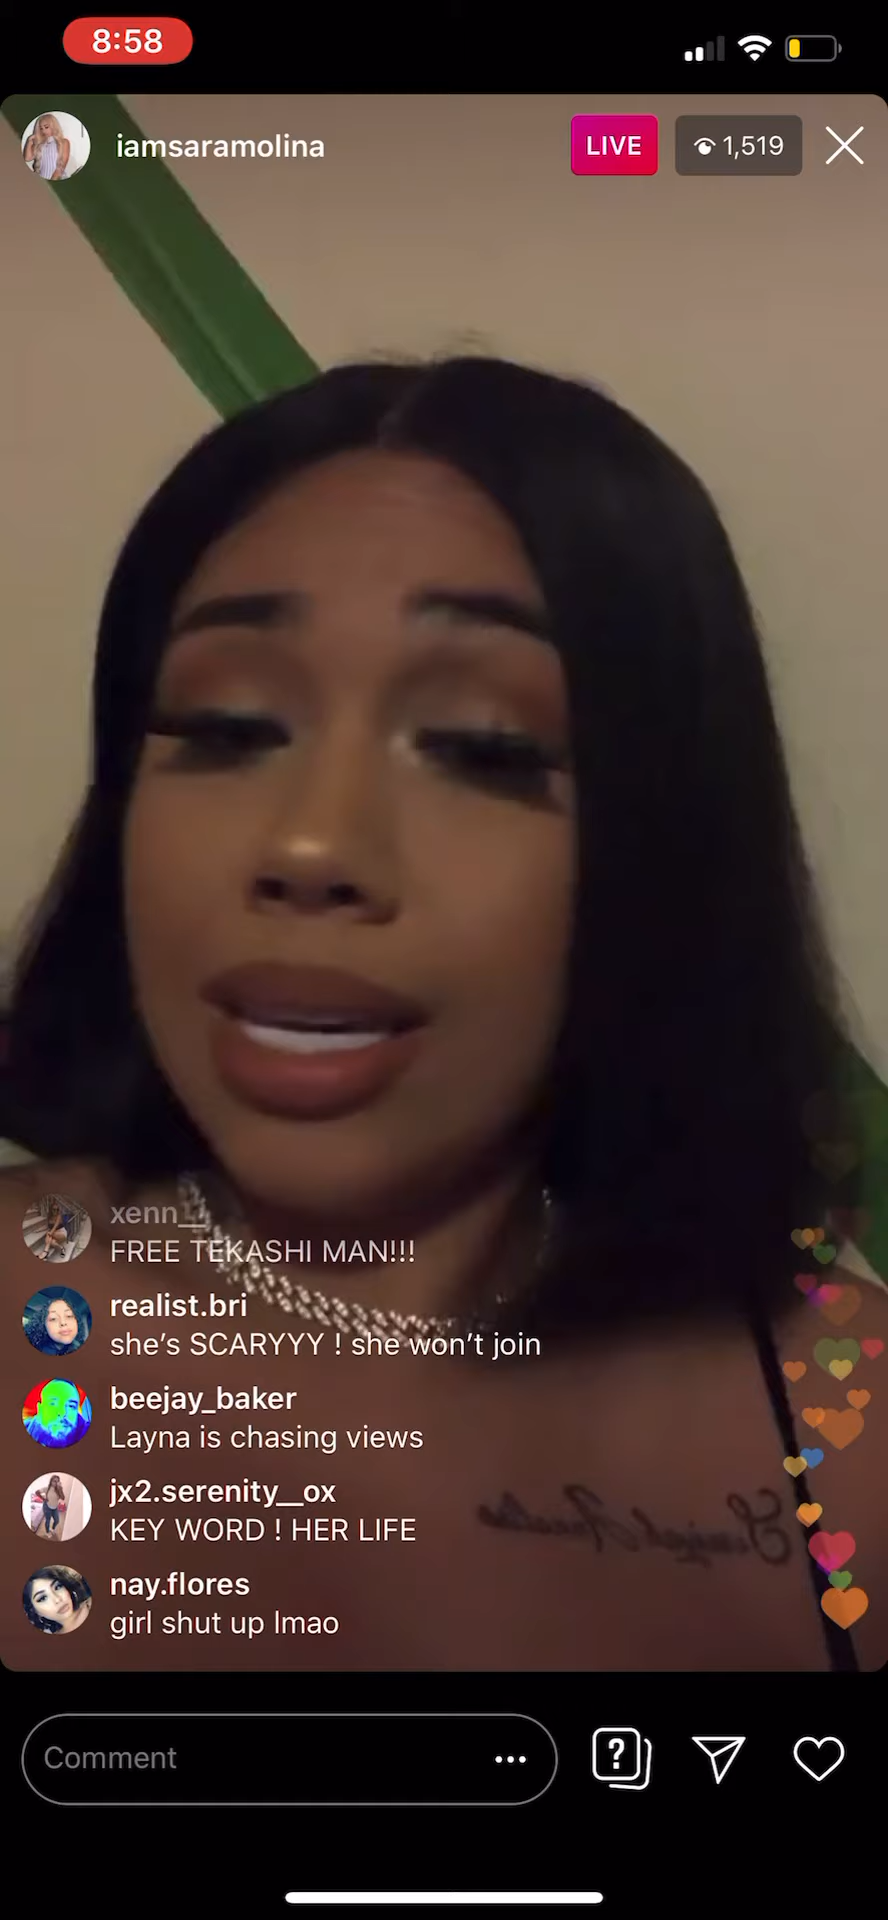 8:58
iamsaramolina
LIVE
1,519
xenn__
FREE TEKASHI MAN!!!
realist.bri
she's SCARYYY ! she won't join
beejay_baker
Layna is chasing views
jx2.serenity__ox
KEY WORD ! HER LIFE
nay.flores
girl shut up lmao
Comment